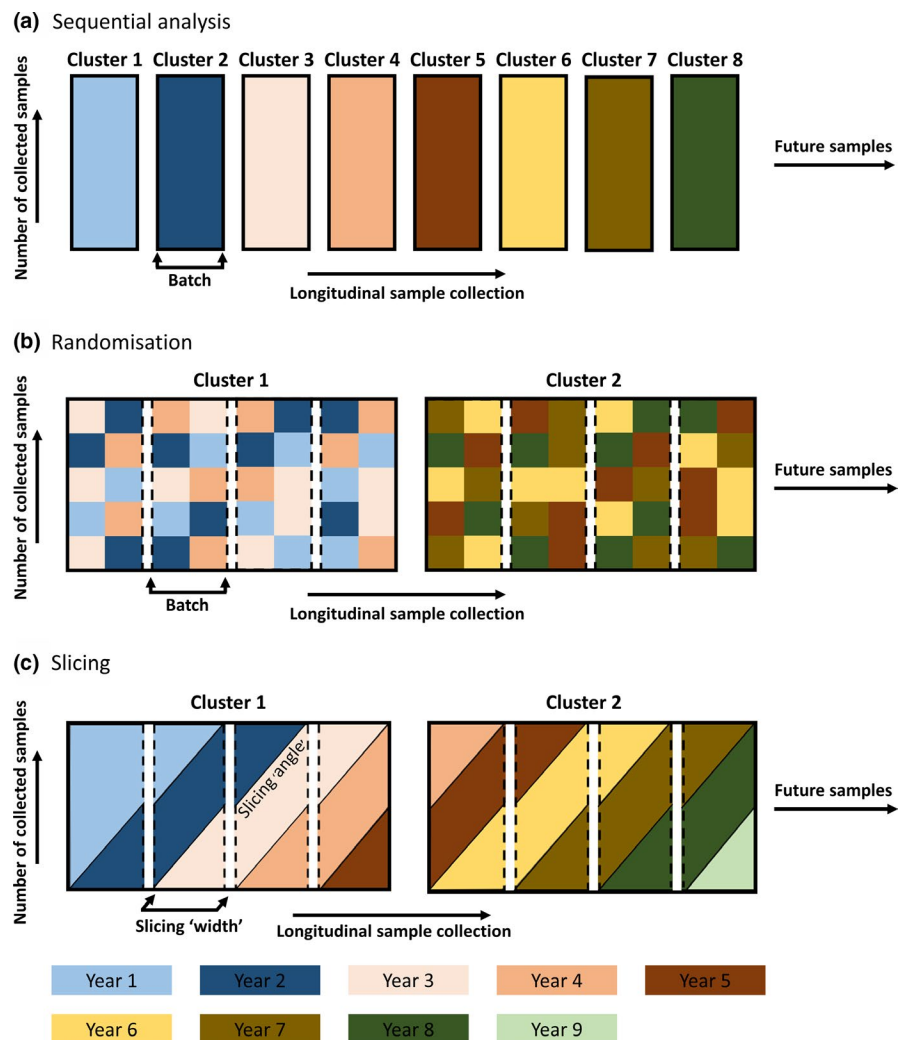 (a) Sequential analysis
Cluster 1 Cluster 2 Cluster 3 Cluster 4 Cluster 5 Cluster 6 Cluster 7 Cluster 8
Number of collected samples
Future samples
Batch
Longitudinal sample collection
(b) Randomisation
Cluster 1 Cluster 2
Number of collected samples
Future samples
Batch
Longitudinal sample collection
(c) Slicing
Cluster 1 Cluster 2
Number of collected samples
Slicing 'angle'
Future samples
Slicing 'width'
Longitudinal sample collection
Year 1 Year 2 Year 3 Year 4 Year 5
Year 6 Year 7 Year 8 Year 9